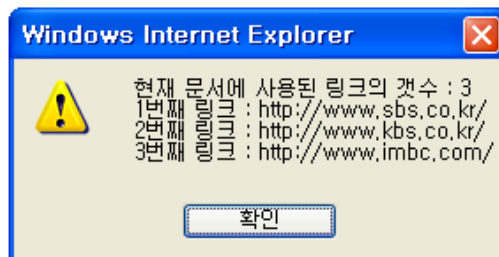 Windows Internet Explorer
현재 문서에 사용된 링크의 갯수 : 3
1번째 링크 : http://www.sbs.co.kr/
2번째 링크 : http://www.kbs.co.kr/
3번째 링크 : http://www.imbc.com/
확인